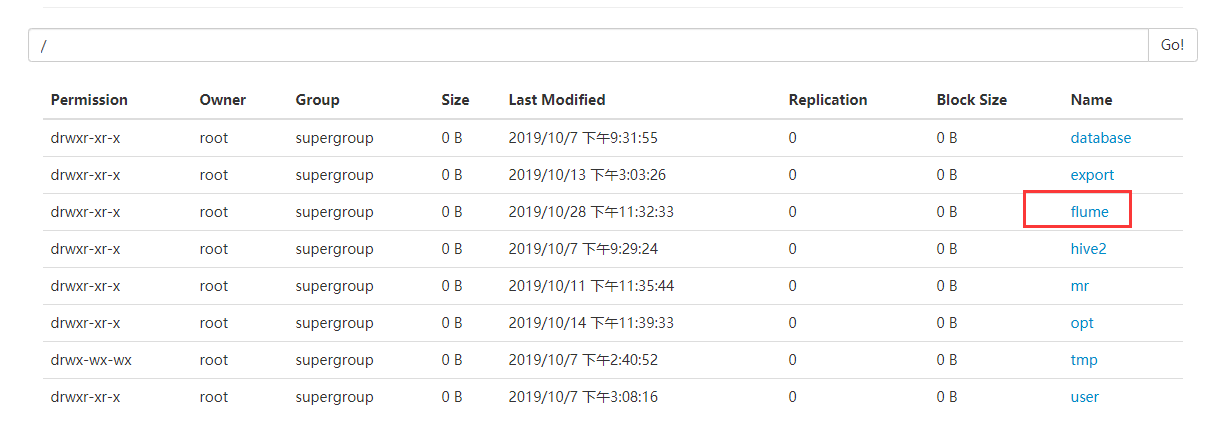 / Go!
Permission Owner Group Size Last Modified Replication Block Size Name
drwxr-xr-x root supergroup 0 B 2019/10/7 下午9:31:55 0 0 B database
drwxr-xr-x root supergroup 0 B 2019/10/13 下午3:03:26 0 0 B export
drwxr-xr-x root supergroup 0 B 2019/10/28 下午11:32:33 0 0 B flume
drwxr-xr-x root supergroup 0 B 2019/10/7 下午9:29:24 0 0 B hive2
drwxr-xr-x root supergroup 0 B 2019/10/11 下午11:35:44 0 0 B mr
drwxr-xr-x root supergroup 0 B 2019/10/14 下午11:39:33 0 0 B opt
drwx-wx-wx root supergroup 0 B 2019/10/7 下午2:40:52 0 0 B tmp
drwxr-xr-x root supergroup 0 B 2019/10/7 下午3:08:16 0 0 B user